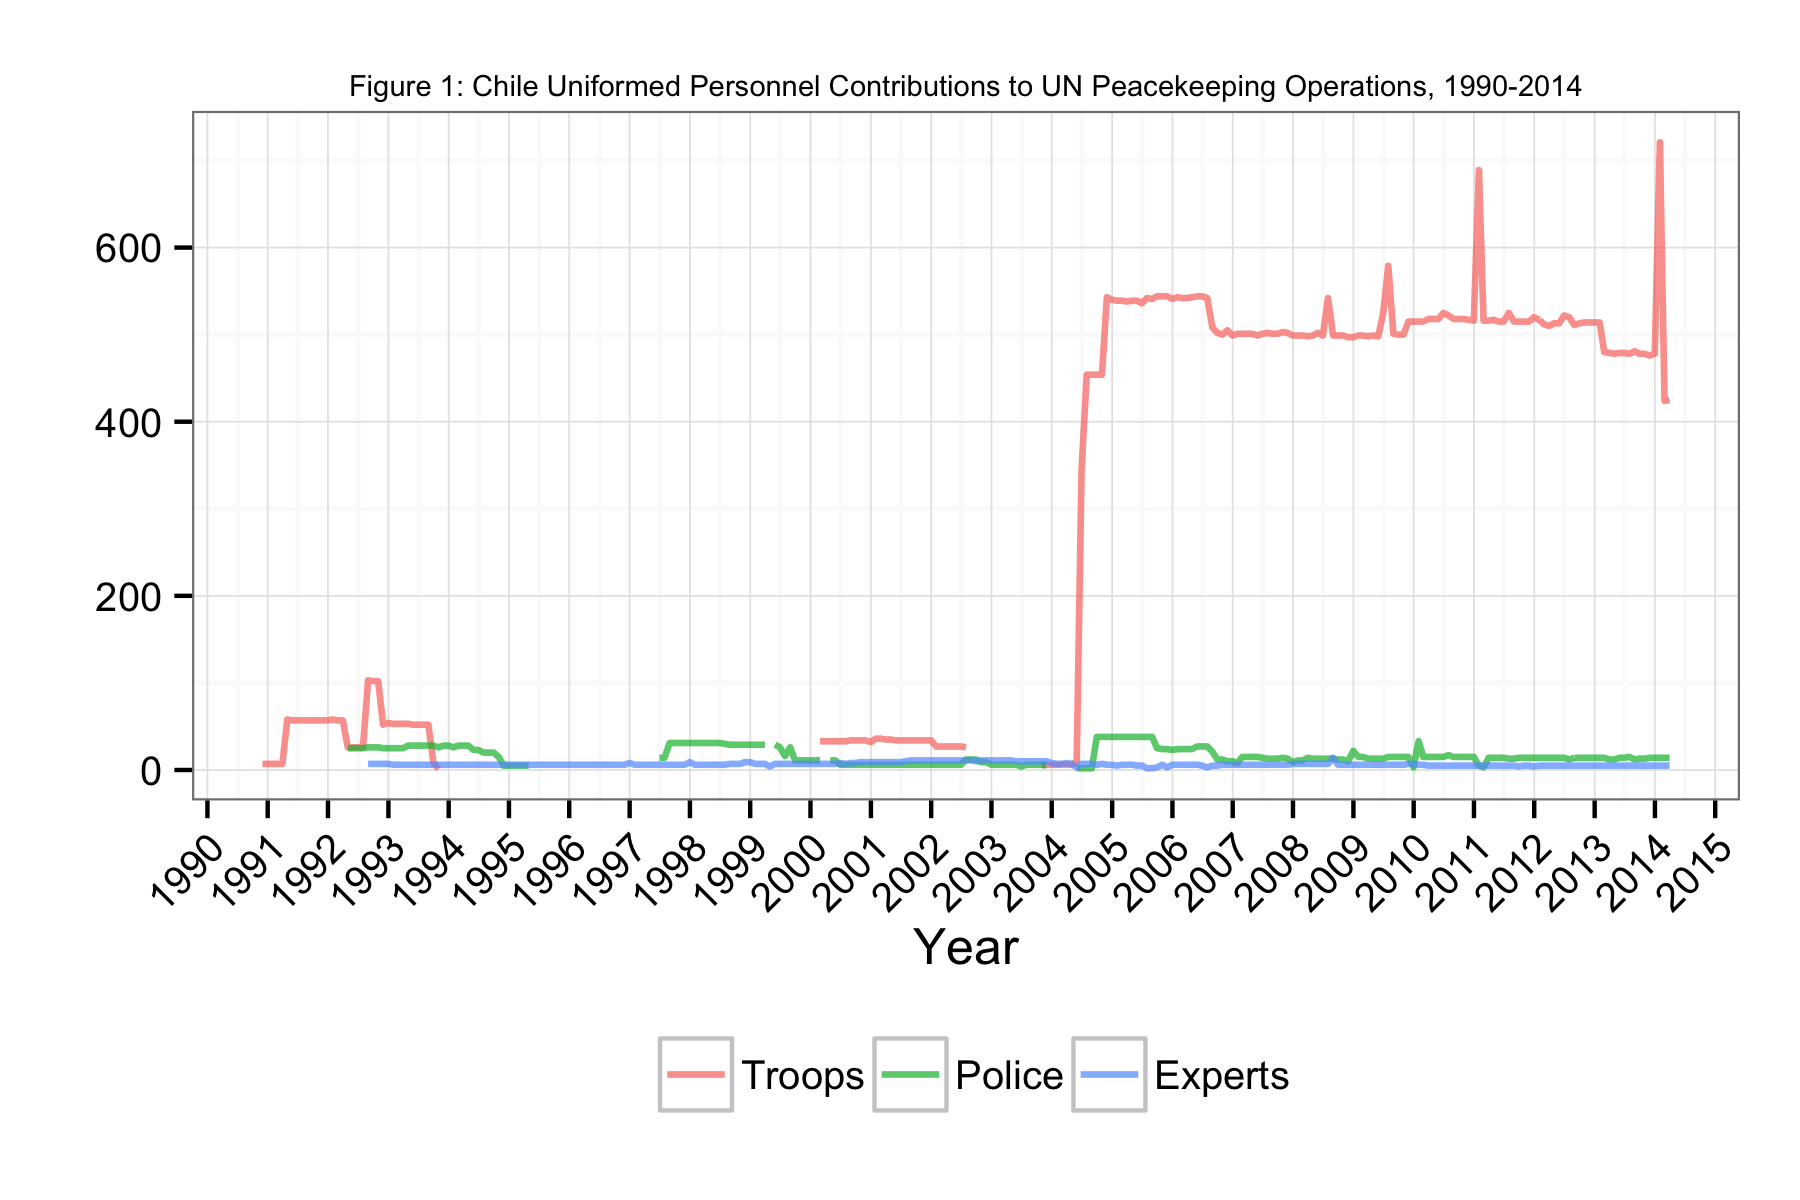 Figure 1: Chile Uniformed Personnel Contributions to UN Peacekeeping Operations, 1990-2014
600
400
200
0
1990 1991 1992 1993 1994 1995 1996 1997 1998 1999 2000 2001 2002 2003 2004 2005 2006 2007 2008 2009 2010 2011 2012 2013 2014 2015
Year
Troops Police Experts